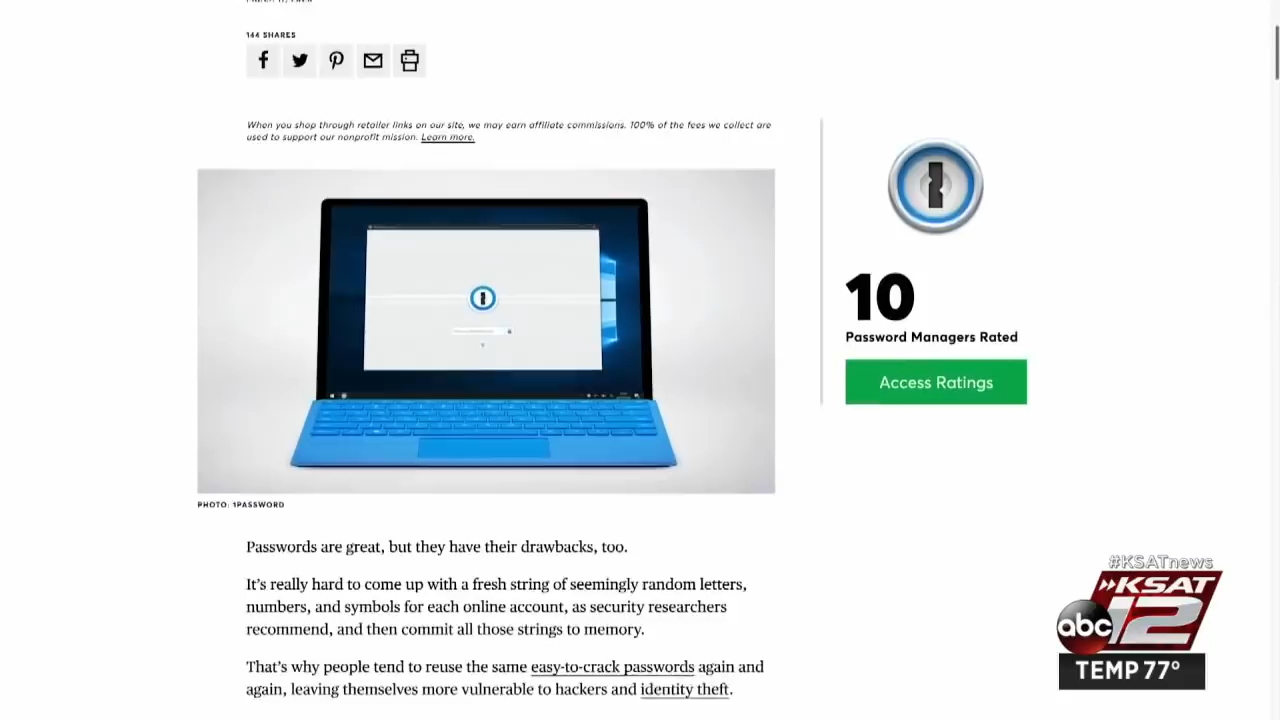 144 SHARES
When you shop through retailer links on our site, we may earn affiliate commissions. 100% of the fees we collect are
used to support our nonprofit mission. Learn more.
10
Password Managers Rated
Access Ratings
PHOTO: 1PASSWORD
Passwords are great, but they have their drawbacks, too.
It's really hard to come up with a fresh string of seemingly random letters,
numbers, and symbols for each online account, as security researchers
recommend, and then commit all those strings to memory.
That's why people tend to reuse the same easy-to-crack passwords again and
again, leaving themselves more vulnerable to hackers and identity theft.
#KSATnews
KSAT
abc 12
TEMP 77°